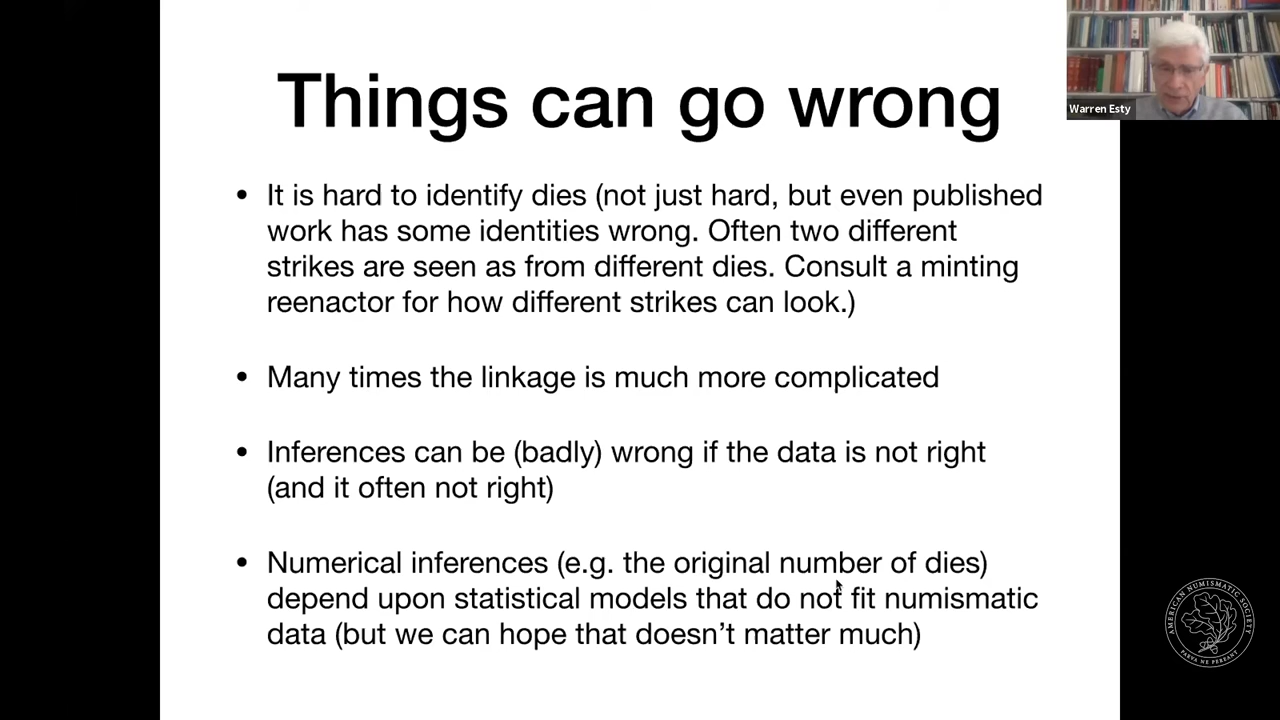 Things can go wrong
Warren Esty
• It is hard to identify dies (not just hard, but even published
work has some identities wrong. Often two different
strikes are seen as from different dies. Consult a minting
reenactor for how different strikes can look.)
• Many times the linkage is much more complicated
• Inferences can be (badly) wrong if the data is not right
(and it often not right)
• Numerical inferences (e.g. the original number of dies)
depend upon statistical models that do not fit numismatic
data (but we can hope that doesn’t matter much)
AMERICAN NUMISMATIC SOCIETY
PARVA NE PEREANT